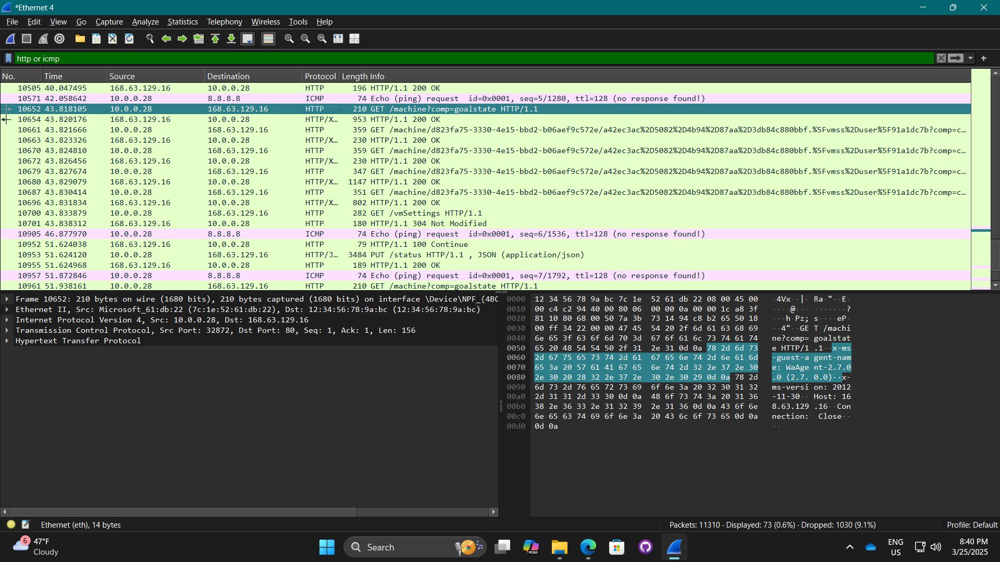 *Ethernet 4
File Edit View Go Capture Analyze Statistics Telephony Wireless Tools Help
http or icmp
No. Time Source Destination Protocol Length Info
10505 40.047495 168.63.129.16 10.0.0.28 HTTP 196 HTTP/1.1 200 OK
10571 42.058642 10.0.0.28 8.8.8.8 ICMP 74 Echo (ping) request id=0x0001, seq=5/1280, ttl=128 (no response found!)
10652 43.818105 10.0.0.28 168.63.129.16 HTTP 210 GET /machine?comp=goalstate HTTP/1.1
10654 43.820176 168.63.129.16 10.0.0.28 HTTP/X… 953 HTTP/1.1 200 OK
10661 43.821666 10.0.0.28 168.63.129.16 HTTP 359 GET /machine/d823fa75-3330-4e15-bbd2-b06aef9c572e/a42ec3ac%2D5082%2D4b94%2D87aa%2D3db84c880bbf.%5Fvmss%2Duser%5F91a1dc7b?comp=c…
10663 43.823326 168.63.129.16 10.0.0.28 HTTP/X… 230 HTTP/1.1 200 OK
10670 43.824810 10.0.0.28 168.63.129.16 HTTP 359 GET /machine/d823fa75-3330-4e15-bbd2-b06aef9c572e/a42ec3ac%2D5082%2D4b94%2D87aa%2D3db84c880bbf.%5Fvmss%2Duser%5F91a1dc7b?comp=c…
10672 43.826456 168.63.129.16 10.0.0.28 HTTP/X… 230 HTTP/1.1 200 OK
10679 43.827674 10.0.0.28 168.63.129.16 HTTP 347 GET /machine/d823fa75-3330-4e15-bbd2-b06aef9c572e/a42ec3ac%2D5082%2D4b94%2D87aa%2D3db84c880bbf.%5Fvmss%2Duser%5F91a1dc7b?comp=c…
10680 43.829079 168.63.129.16 10.0.0.28 HTTP/X… 1147 HTTP/1.1 200 OK
10687 43.830414 10.0.0.28 168.63.129.16 HTTP 351 GET /machine/d823fa75-3330-4e15-bbd2-b06aef9c572e/a42ec3ac%2D5082%2D4b94%2D87aa%2D3db84c880bbf.%5Fvmss%2Duser%5F91a1dc7b?comp=c…
10696 43.831834 168.63.129.16 10.0.0.28 HTTP/X… 802 HTTP/1.1 200 OK
10700 43.833879 10.0.0.28 168.63.129.16 HTTP 282 GET /vmSettings HTTP/1.1
10701 43.838312 168.63.129.16 10.0.0.28 HTTP 180 HTTP/1.1 304 Not Modified
10905 46.877970 10.0.0.28 8.8.8.8 ICMP 74 Echo (ping) request id=0x0001, seq=6/1536, ttl=128 (no response found!)
10952 51.624038 168.63.129.16 10.0.0.28 HTTP 79 HTTP/1.1 100 Continue
10953 51.624120 10.0.0.28 168.63.129.16 HTTP/J… 3484 PUT /status HTTP/1.1 , JSON (application/json)
10955 51.624968 168.63.129.16 10.0.0.28 HTTP 189 HTTP/1.1 200 OK
10957 51.872846 10.0.0.28 8.8.8.8 ICMP 74 Echo (ping) request id=0x0001, seq=7/1792, ttl=128 (no response found!)
10961 51.938161 10.0.0.28 168.63.129.16 HTTP 210 GET /machine?comp=goalstate HTTP/1.1
Frame 10652: 210 bytes on wire (1680 bits), 210 bytes captured (1680 bits) on interface \Device\NPF_{4BC
Ethernet II, Src: Microsoft_61:db:22 (7c:1e:52:61:db:22), Dst: 12:34:56:78:9a:bc (12:34:56:78:9a:bc)
Internet Protocol Version 4, Src: 10.0.0.28, Dst: 168.63.129.16
Transmission Control Protocol, Src Port: 32872, Dst Port: 80, Seq: 1, Ack: 1, Len: 156
Hypertext Transfer Protocol
0000 12 34 56 78 9a bc 7c 1e 52 61 db 22 08 00 45 00 ·4Vx··|· Ra·"··E·
0010 00 c4 c2 94 40 00 80 06 00 00 0a 00 00 1c a8 3f ····@··· ·······?
0020 81 10 80 68 00 50 7a 3b 73 14 94 c8 b2 65 50 18 ···h·Pz; s····eP·
0030 00 ff 34 22 00 00 47 45 54 20 2f 6d 61 63 68 69 ··4"··GE T /machi
0040 6e 65 3f 63 6f 6d 70 3d 67 6f 61 6c 73 74 61 74 ne?comp= goalstat
0050 65 20 48 54 54 50 2f 31 2e 31 0d 0a 78 2d 6d 73 e HTTP/1 .1··x-ms
0060 2d 67 75 65 73 74 2d 61 67 65 6e 74 2d 6e 61 6d -guest-a gent-nam
0070 65 3a 20 57 61 41 67 65 6e 74 2d 32 2e 37 2e 30 e: WaAge nt-2.7.0
0080 2e 30 20 28 32 2e 37 2e 30 2e 30 29 0d 0a 78 2d .0 (2.7. 0.0)··x-
0090 6d 73 2d 76 65 72 73 69 6f 6e 3a 20 32 30 31 32 ms-versi on: 2012
00a0 2d 31 31 2d 33 30 0d 0a 48 6f 73 74 3a 20 31 36 -11-30·· Host: 16
00b0 38 2e 36 33 2e 31 32 39 2e 31 36 0d 0a 43 6f 6e 8.63.129 .16··Con
00c0 6e 65 63 74 69 6f 6e 3a 20 43 6c 6f 73 65 0d 0a nection: Close··
00d0 0d 0a ··
Ethernet (eth), 14 bytes Packets: 11310 · Displayed: 73 (0.6%) · Dropped: 1030 (9.1%) Profile: Default
6 47°F
Cloudy
Search
M365
ENG
US
8:40 PM
3/25/2025